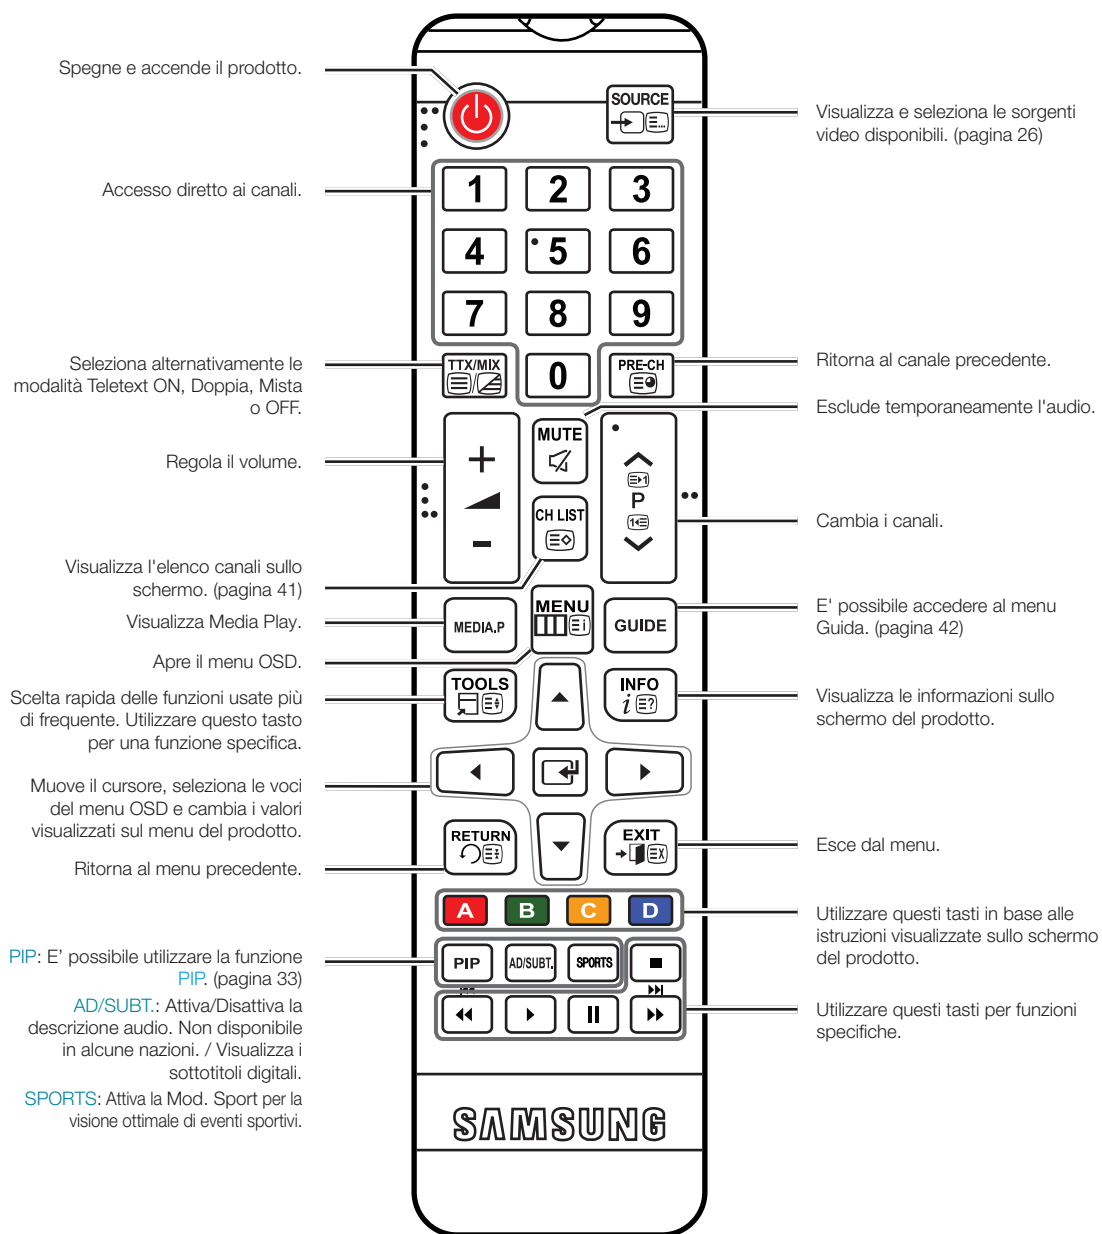 Spegne e accende il prodotto.
SOURCE
Visualizza e seleziona le sorgenti
video disponibili. (pagina 26)
Accesso diretto ai canali.
1 2 3
4 5 6
7 8 9
Seleziona alternativamente le
modalità Teletext ON, Doppia, Mista
o OFF.
TTX/MIX
0
PRE-CH
Ritorna al canale precedente.
Esclude temporaneamente l'audio.
MUTE
Regola il volume.
+
-
P
CH LIST
Cambia i canali.
Visualizza l'elenco canali sullo
schermo. (pagina 41)
Visualizza Media Play.
MEDIA.P
MENU
GUIDE
E' possibile accedere al menu
Guida. (pagina 42)
Apre il menu OSD.
TOOLS
INFO
Scelta rapida delle funzioni usate più
di frequente. Utilizzare questo tasto
per una funzione specifica.
Visualizza le informazioni sullo
schermo del prodotto.
Muove il cursore, seleziona le voci
del menu OSD e cambia i valori
visualizzati sul menu del prodotto.
RETURN
EXIT
Esce dal menu.
Ritorna al menu precedente.
A B C D
Utilizzare questi tasti in base alle
istruzioni visualizzate sullo schermo
del prodotto.
PIP: E’ possibile utilizzare la funzione
PIP. (pagina 33)
PIP AD/SUBT. SPORTS
AD/SUBT.: Attiva/Disattiva la
descrizione audio. Non disponibile
in alcune nazioni. / Visualizza i
sottotitoli digitali.
Utilizzare questi tasti per funzioni
specifiche.
SPORTS: Attiva la Mod. Sport per la
visione ottimale di eventi sportivi.
SAMSUNG